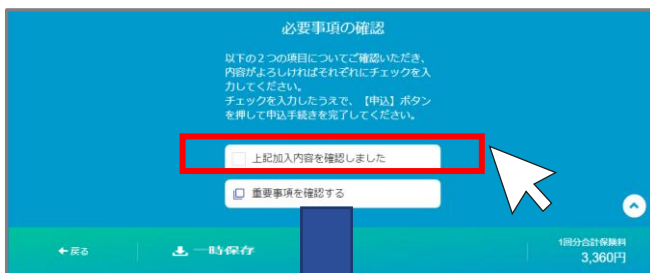 必要事項の確認
以下の2つの項目についてご確認いただき、
内容がよろしければそれぞれにチェックを入
力してください。
チェックを入力したうえで、【申込】ボタン
を押して申込手続きを完了してください。
上記加入内容を確認しました
重要事項を確認する
戻る
一時保存
1回分合計保険料
3,360円